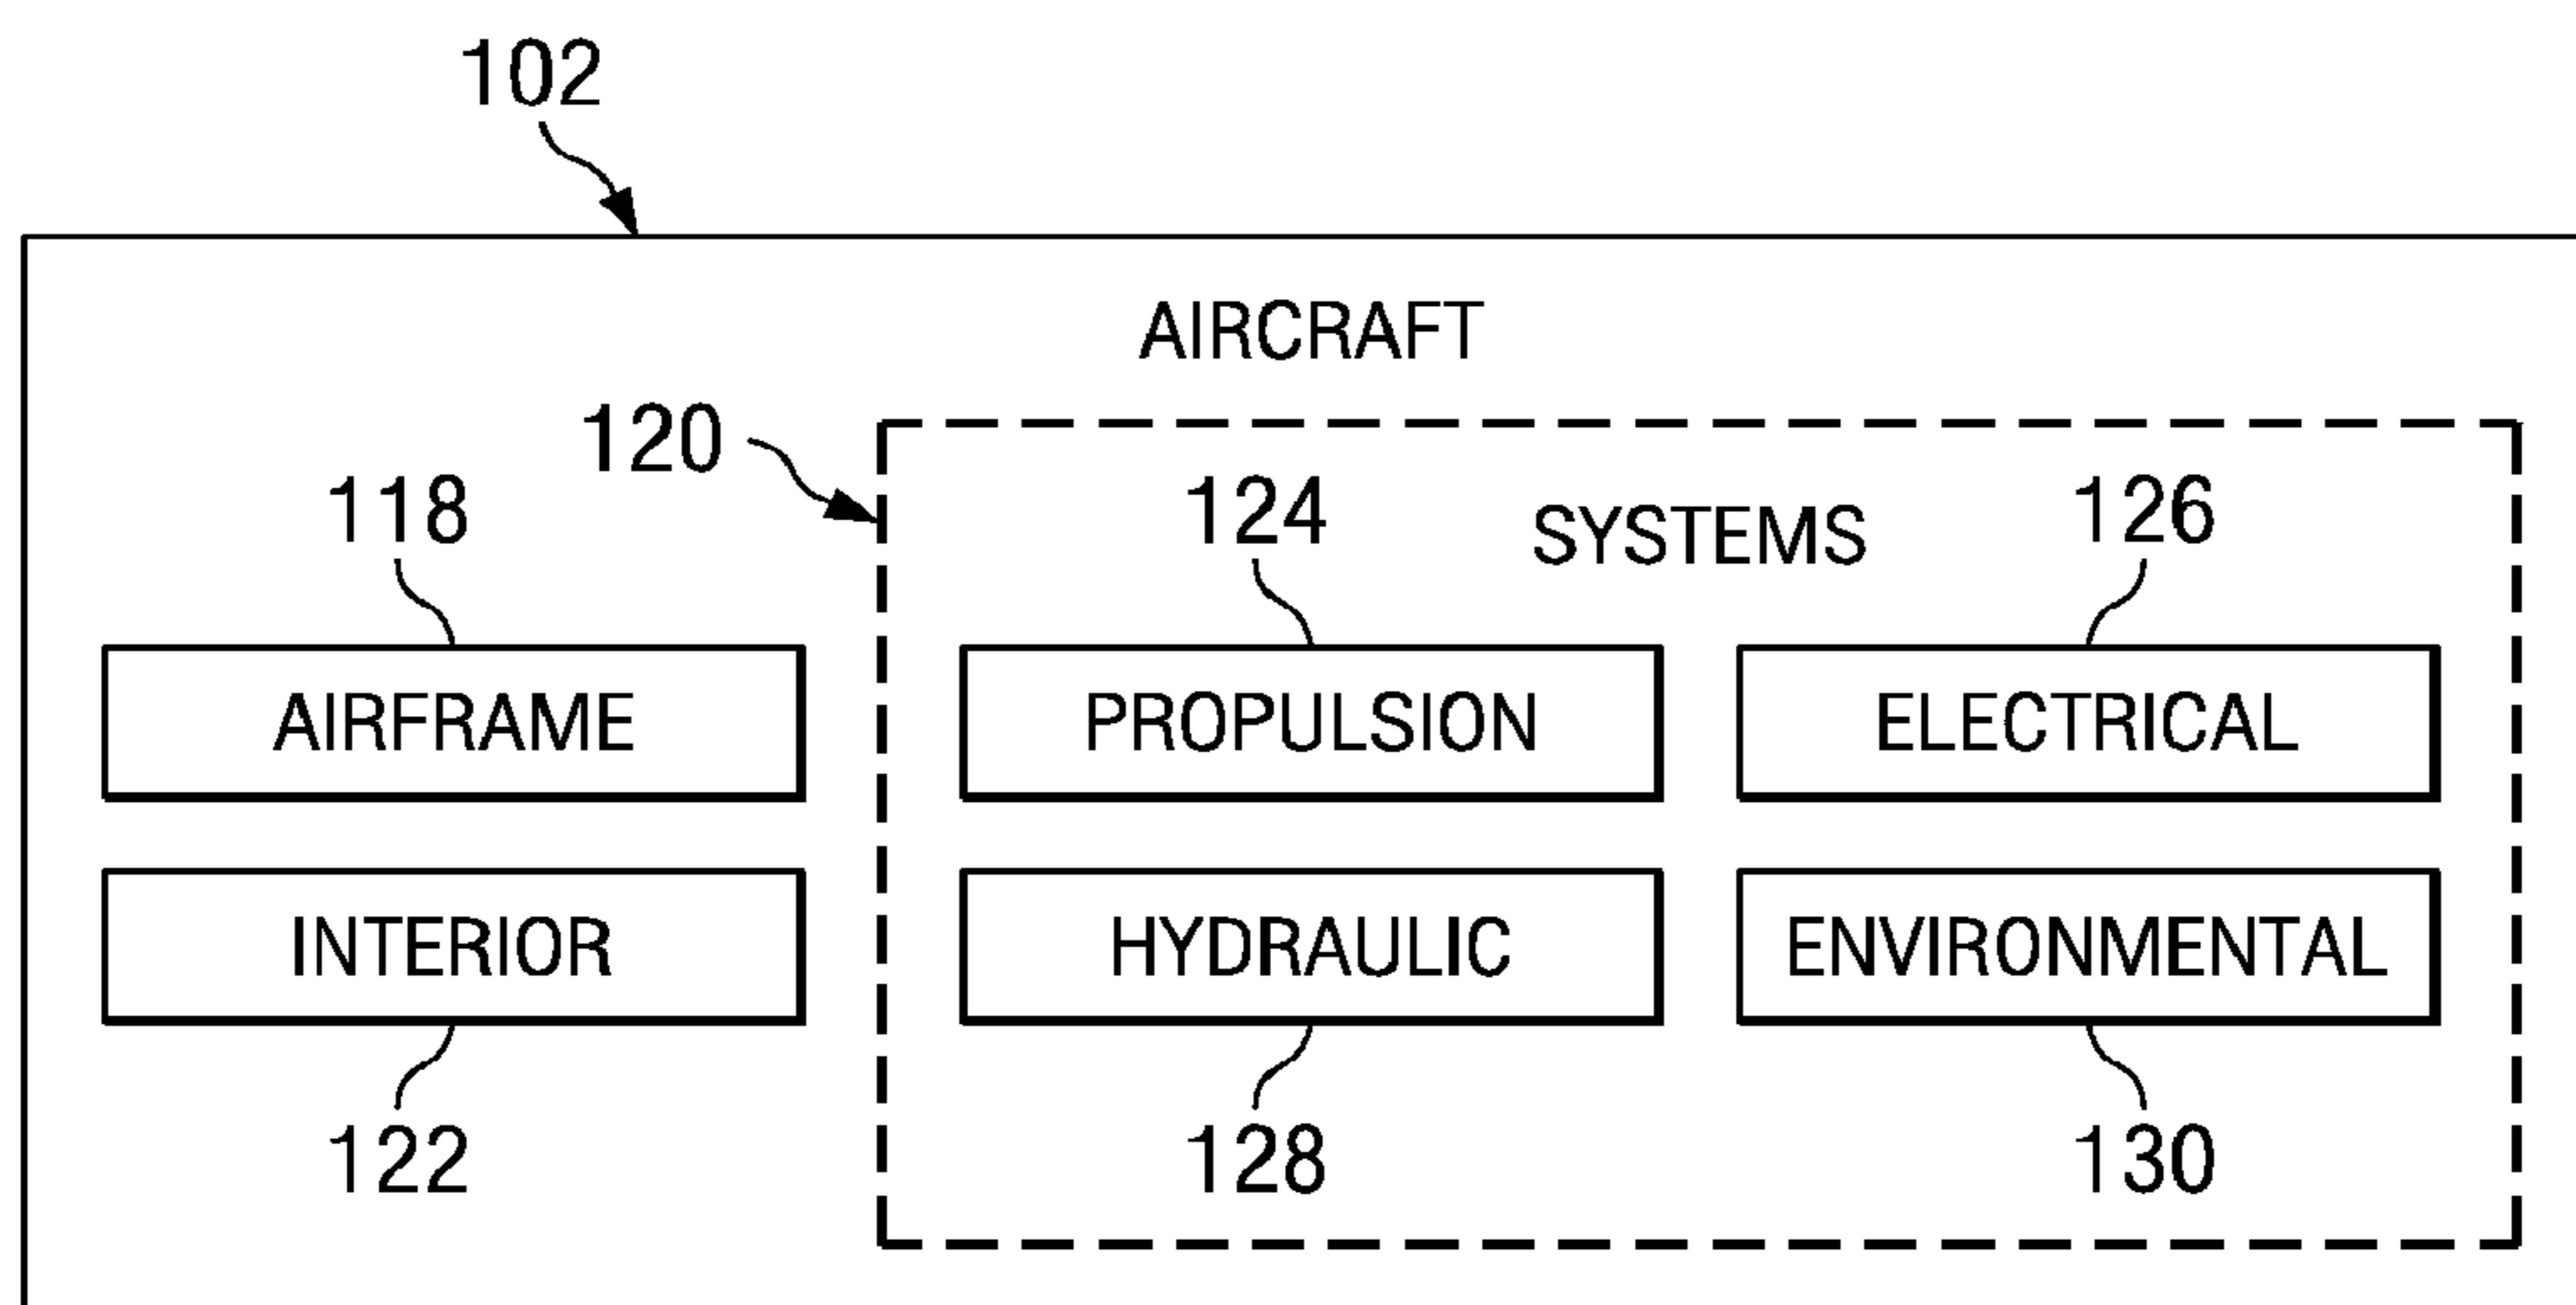 102
AIRCRAFT
120
118
124
SYSTEMS
126
AIRFRAME
PROPULSION
ELECTRICAL
INTERIOR
HYDRAULIC
ENVIRONMENTAL
122
128
130